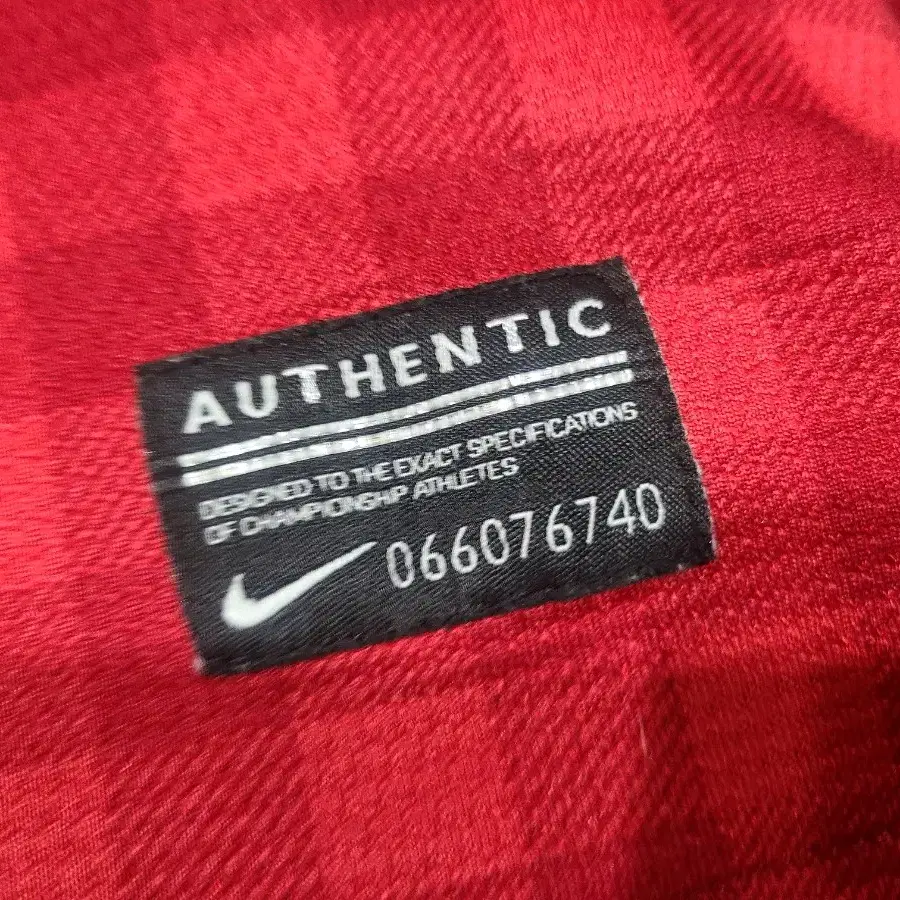 AUTHENTIC
DESIGNED TO THE EXACT SPECIFICATIONS
OF CHAMPIONSHIP ATHLETES
066076740